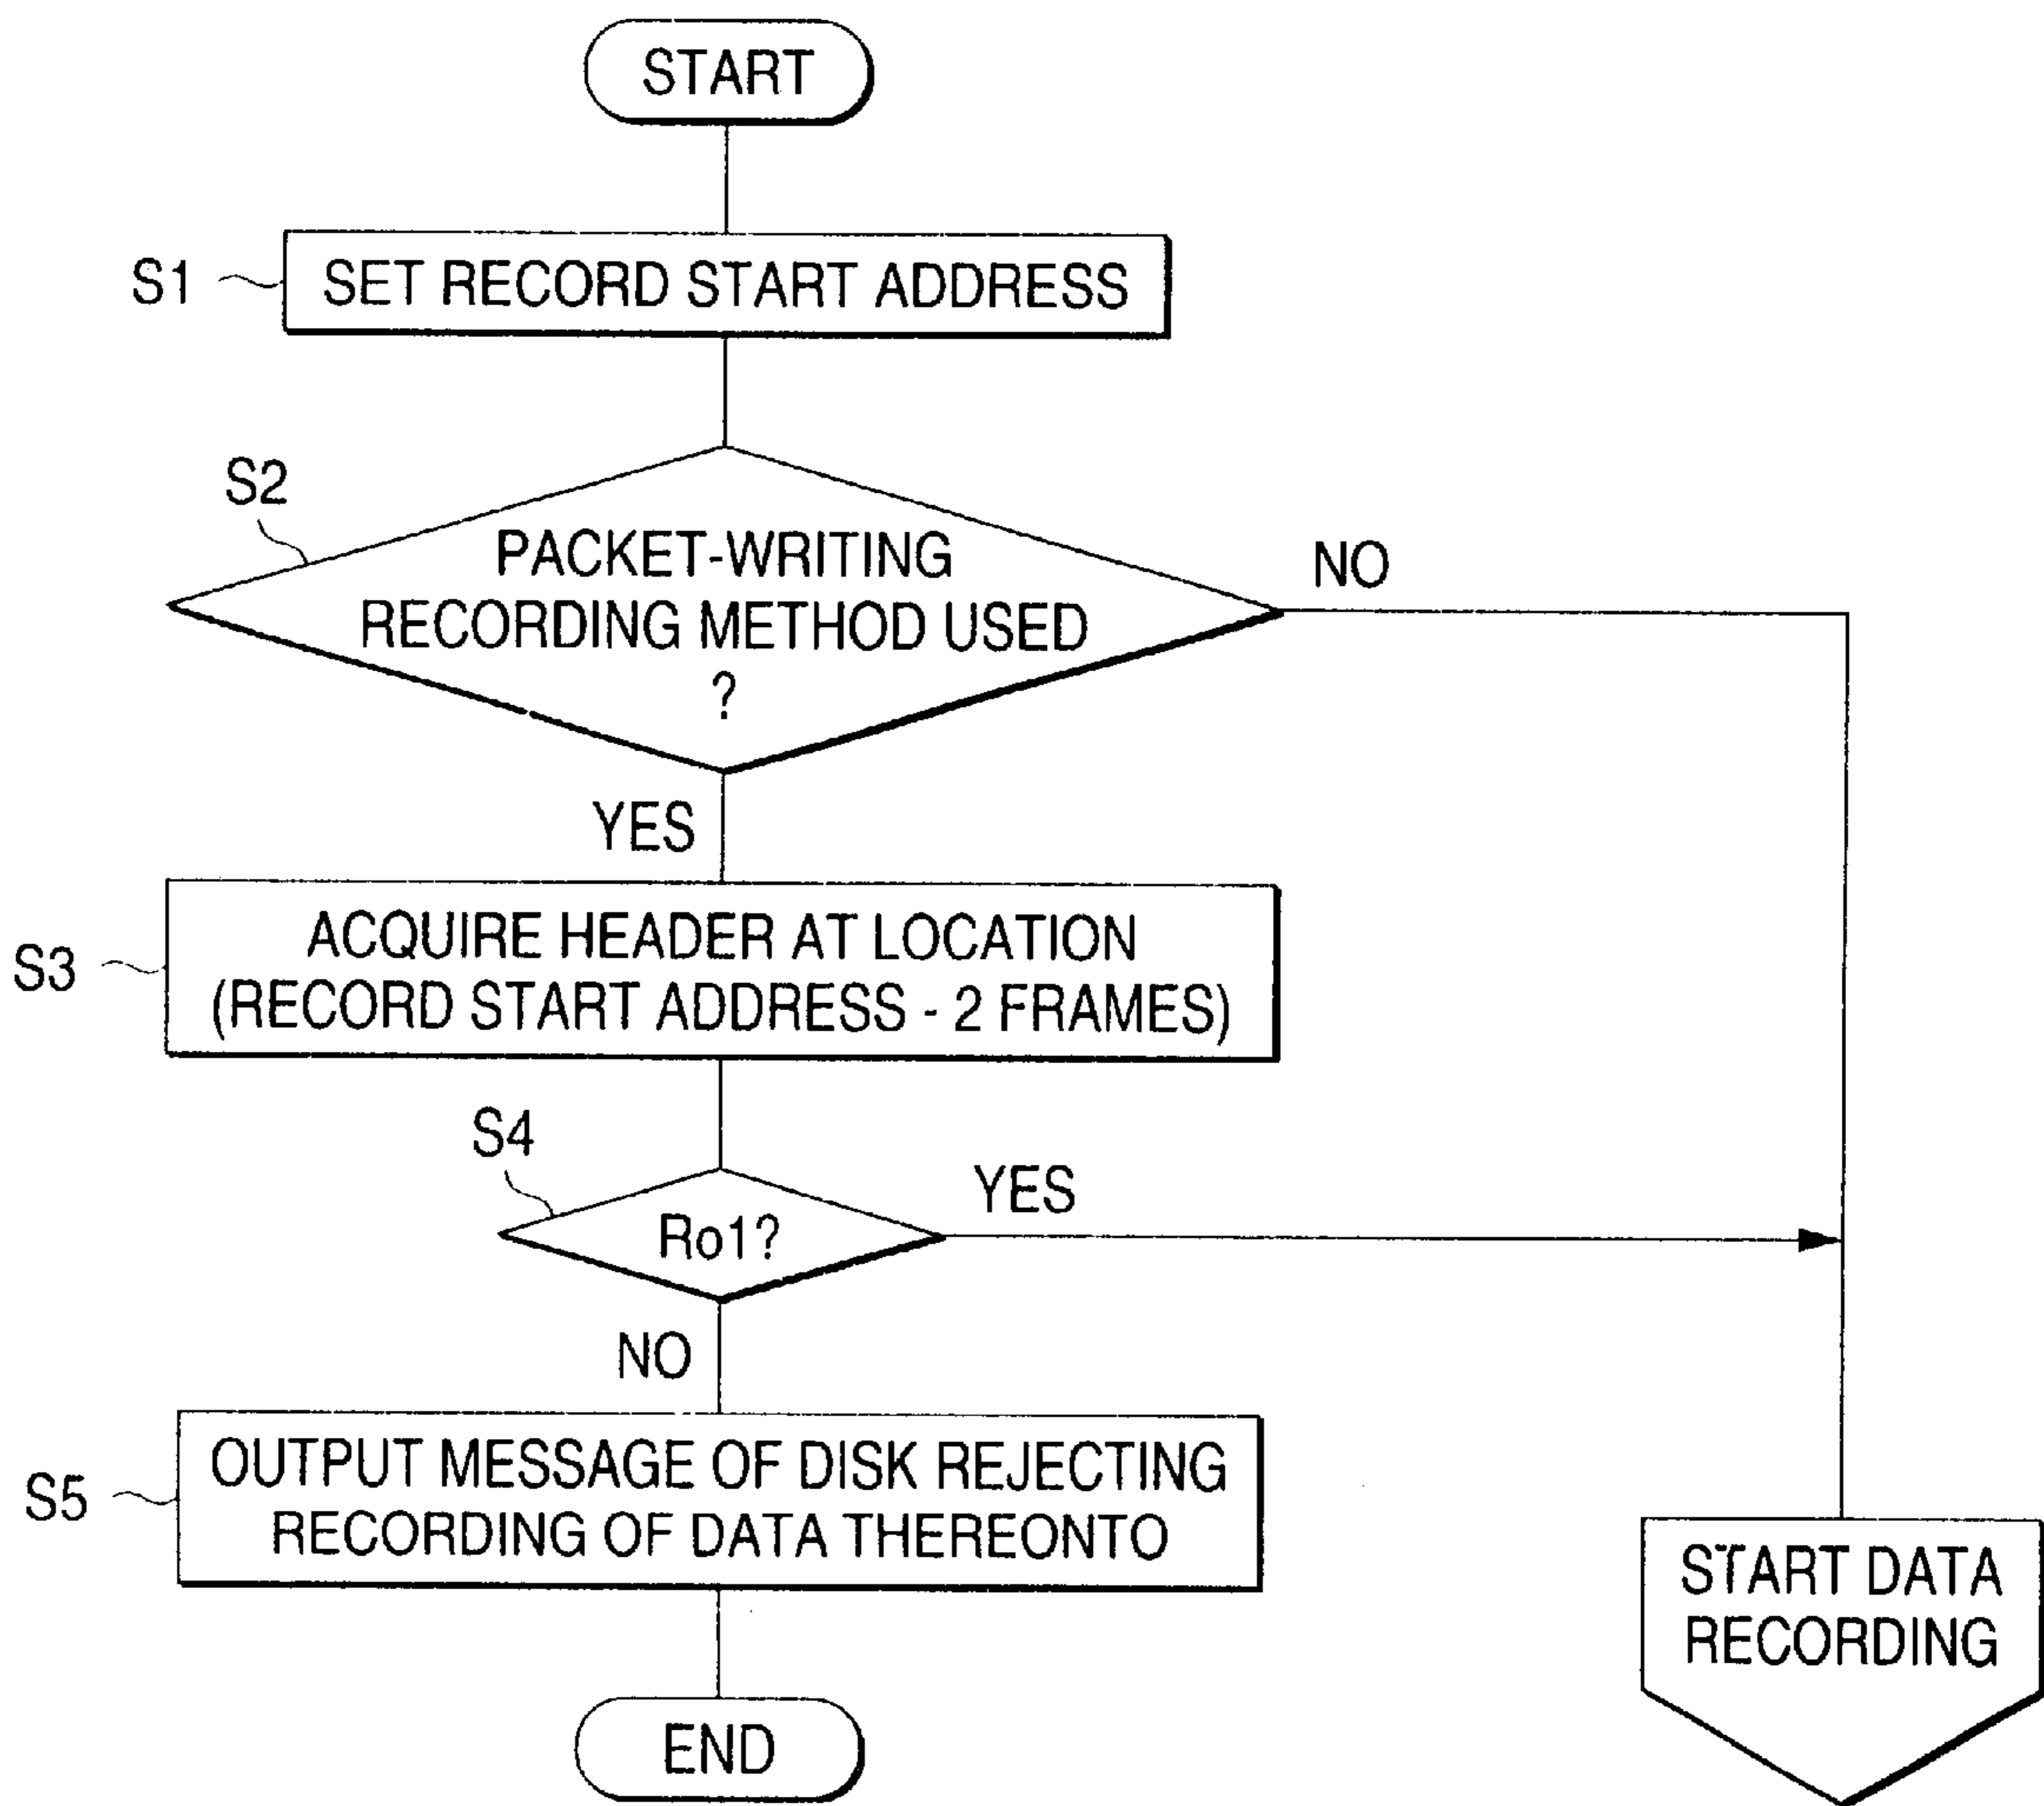 START
S1
SET RECORD START ADDRESS
S2
PACKET-WRITING
RECORDING METHOD USED
?
NO
YES
S3
ACQUIRE HEADER AT LOCATION
(RECORD START ADDRESS - 2 FRAMES)
S4
Ro1?
YES
NO
S5
OUTPUT MESSAGE OF DISK REJECTING
RECORDING OF DATA THEREONTO
START DATA
RECORDING
END